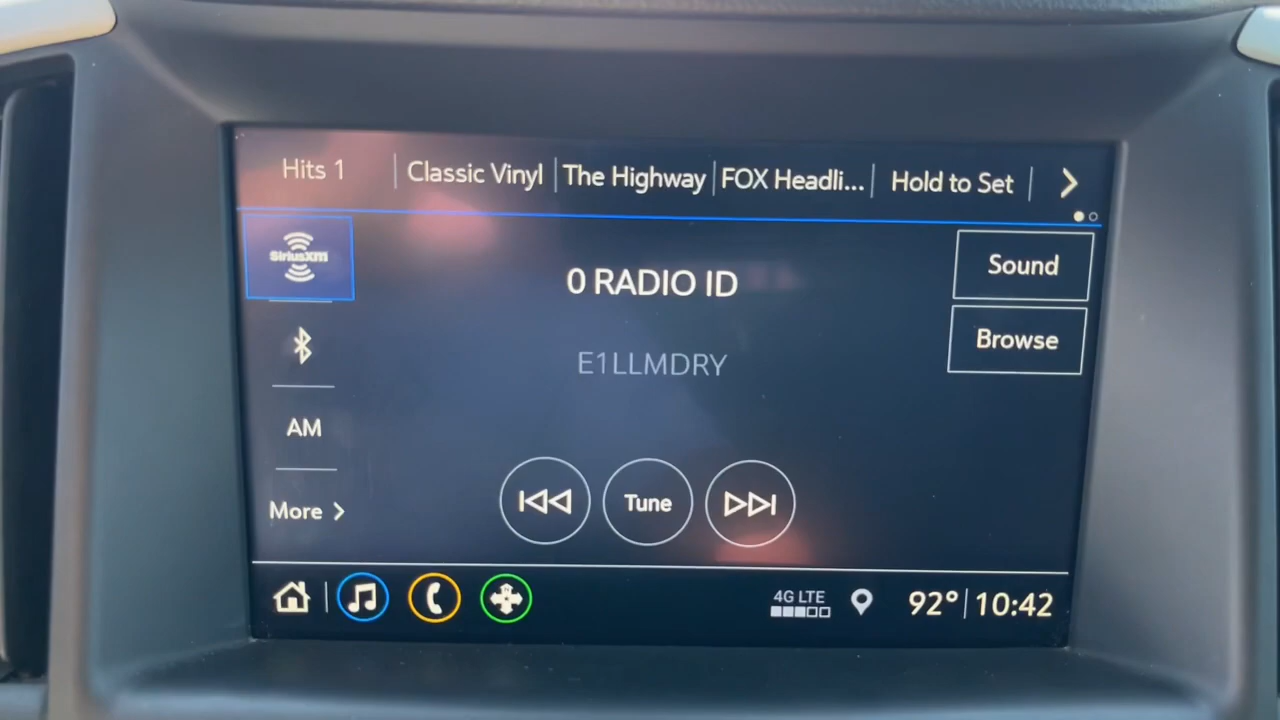 Hits 1
Classic Vinyl
The Highway
FOX Headli...
Hold to Set
SiriusXM
0 RADIO ID
Sound
Browse
E1LLMDRY
AM
More
Tune
4G LTE
92°
10:42